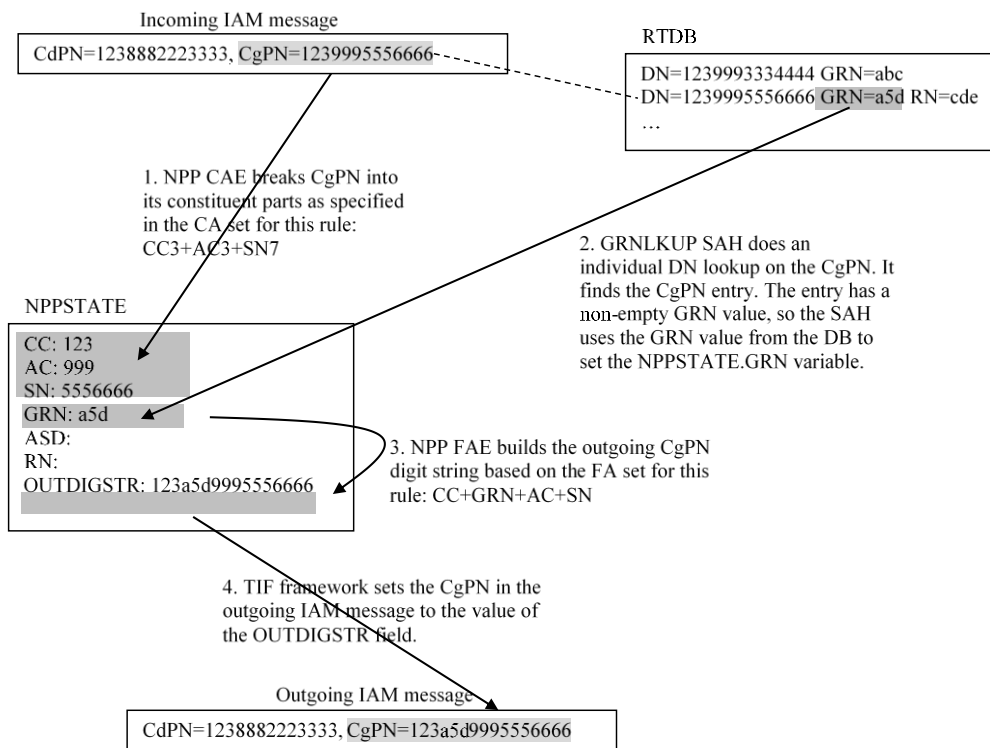 Incoming IAM message
CdPN=1238882223333, CgPN=1239995556666
RTDB
DN=1239993334444 GRN=abc
DN=1239995556666 GRN=a5d RN=cde
…
1. NPP CAE breaks CgPN into
its constituent parts as specified
in the CA set for this rule:
CC3+AC3+SN7
2. GRNLKUP SAH does an
individual DN lookup on the CgPN. It
finds the CgPN entry. The entry has a
non-empty GRN value, so the SAH
uses the GRN value from the DB to
set the NPPSTATE.GRN variable.
NPPSTATE
CC: 123
AC: 999
SN: 5556666
GRN: a5d
ASD:
RN:
OUTDIGSTR: 123a5d9995556666
3. NPP FAE builds the outgoing CgPN
digit string based on the FA set for this
rule: CC+GRN+AC+SN
4. TIF framework sets the CgPN in the
outgoing IAM message to the value of
the OUTDIGSTR field.
Outgoing IAM message
CdPN=1238882223333, CgPN=123a5d9995556666